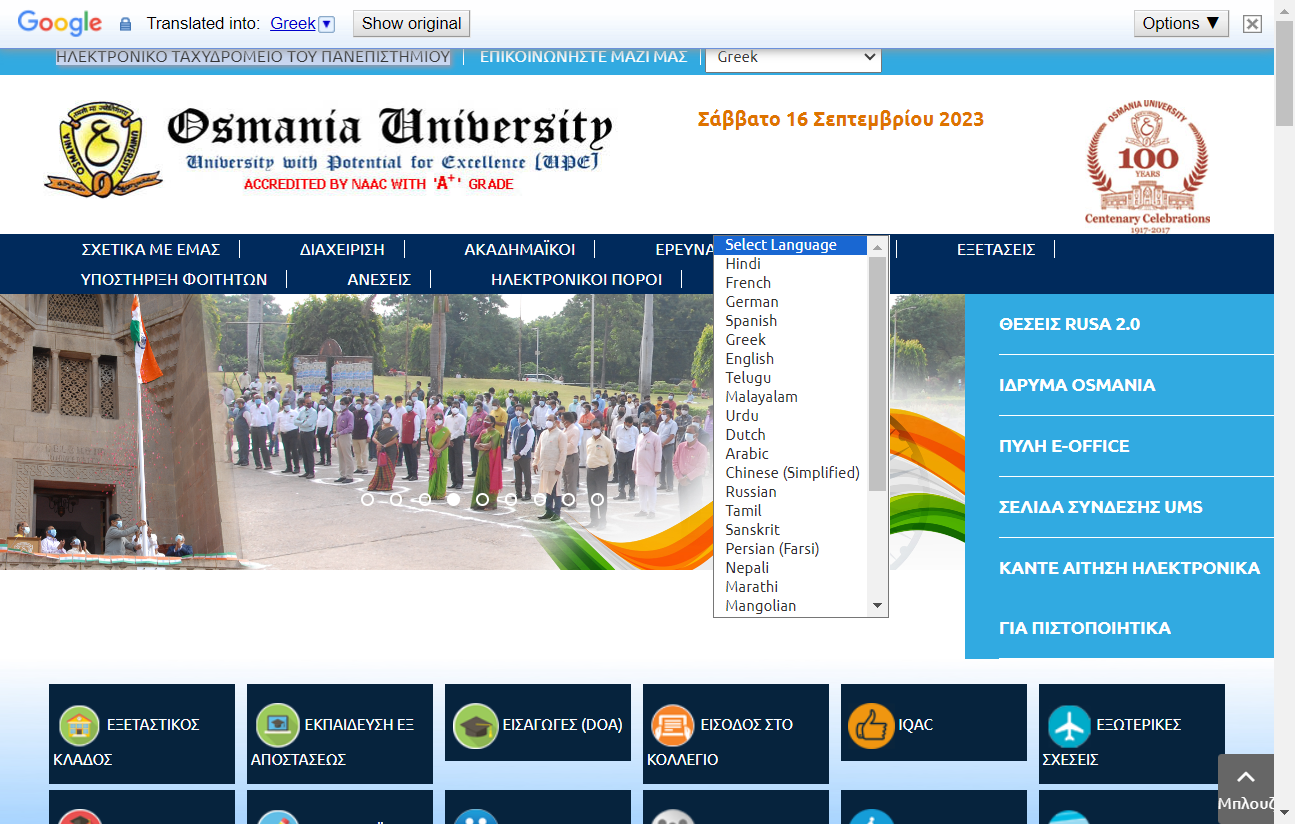 Google Translated into: Greek Show original Options ▼
ΗΛΕΚΤΡΟΝΙΚΟ ΤΑΧΥΔΡΟΜΕΙΟ ΤΟΥ ΠΑΝΕΠΙΣΤΗΜΙΟΥ ΕΠΙΚΟΙΝΩΝΗΣΤΕ ΜΑΖΙ ΜΑΣ Greek
Osmania University
University with Potential for Excellence [UPE]
ACCREDITED BY NAAC WITH 'A+' GRADE
Σάββατο 16 Σεπτεμβρίου 2023
OSMANIA UNIVERSITY
100
YEARS
Centenary Celebrations
1917-2017
ΣΧΕΤΙΚΑ ΜΕ ΕΜΑΣ ΔΙΑΧΕΙΡΙΣΗ ΑΚΑΔΗΜΑΪΚΟΙ ΕΡΕΥΝΑ ΕΞΕΤΑΣΕΙΣ
ΥΠΟΣΤΗΡΙΞΗ ΦΟΙΤΗΤΩΝ ΑΝΕΣΕΙΣ ΗΛΕΚΤΡΟΝΙΚΟΙ ΠΟΡΟΙ
Select Language
Hindi
French
German
Spanish
Greek
English
Telugu
Malayalam
Urdu
Dutch
Arabic
Chinese (Simplified)
Russian
Tamil
Sanskrit
Persian (Farsi)
Nepali
Marathi
Mangolian
ΘΕΣΕΙΣ RUSA 2.0
ΙΔΡΥΜΑ OSMANIA
ΠΥΛΗ E-OFFICE
ΣΕΛΙΔΑ ΣΥΝΔΕΣΗΣ UMS
ΚΑΝΤΕ ΑΙΤΗΣΗ ΗΛΕΚΤΡΟΝΙΚΑ
ΓΙΑ ΠΙΣΤΟΠΟΙΗΤΙΚΑ
ΕΞΕΤΑΣΤΙΚΟΣ
ΚΛΑΔΟΣ
ΕΚΠΑΙΔΕΥΣΗ ΕΞ
ΑΠΟΣΤΑΣΕΩΣ
ΕΙΣΑΓΩΓΕΣ (DOA)
ΕΙΣΟΔΟΣ ΣΤΟ
ΚΟΛΛΕΓΙΟ
IQAC
ΕΞΩΤΕΡΙΚΕΣ
ΣΧΕΣΕΙΣ
Μπλουζ